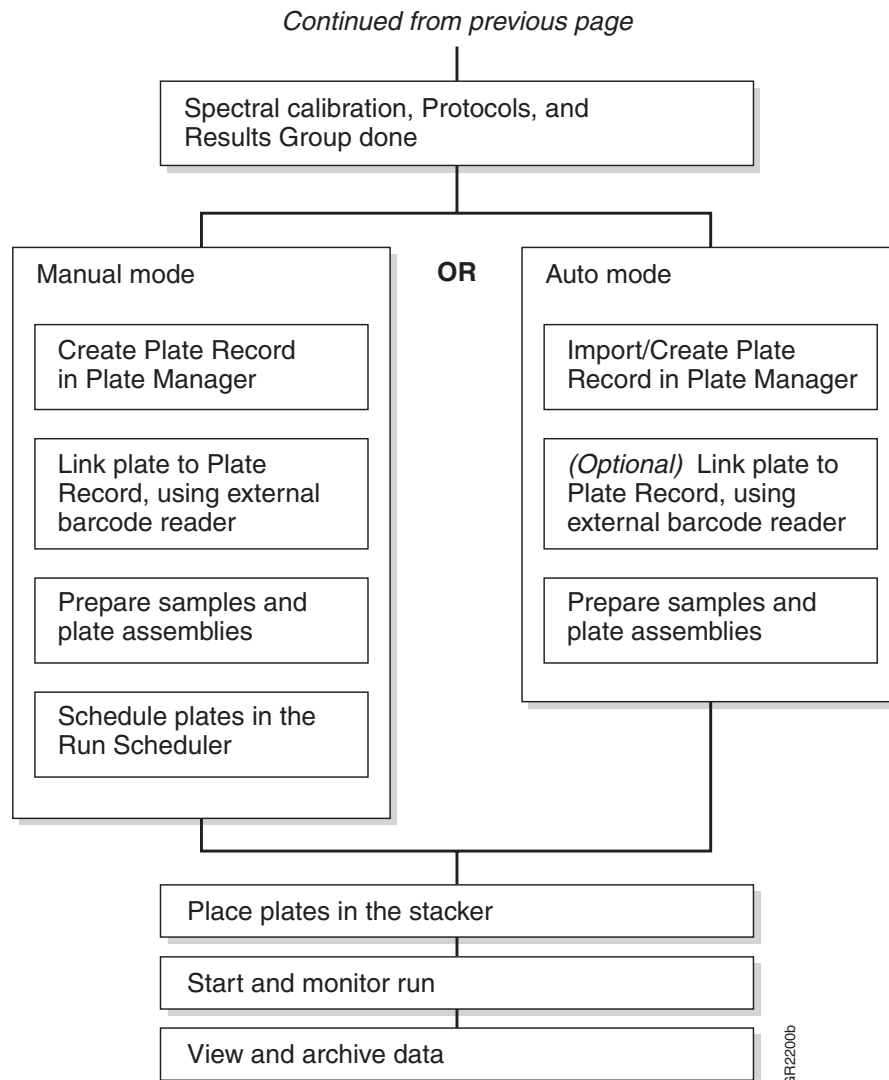 Continued from previous page
Spectral calibration, Protocols, and
Results Group done
Manual mode
Create Plate Record
in Plate Manager
Link plate to Plate
Record, using external
barcode reader
Prepare samples and
plate assemblies
Schedule plates in the
Run Scheduler
OR
Auto mode
Import/Create Plate
Record in Plate Manager
(Optional) Link plate to
Plate Record, using
external barcode reader
Prepare samples and
plate assemblies
Place plates in the stacker
Start and monitor run
View and archive data
GR2200b